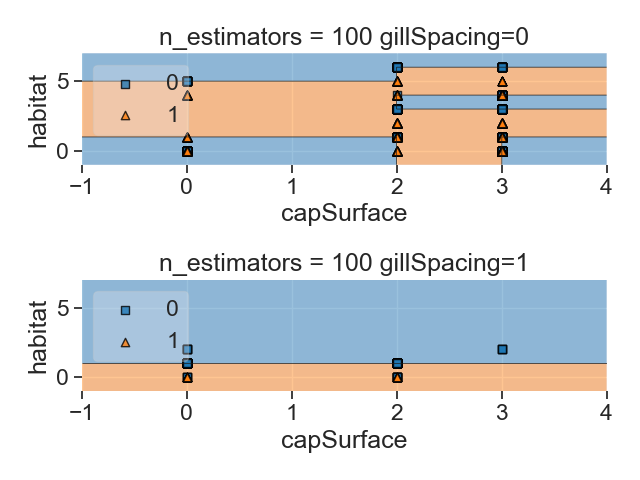 n_estimators = 100 gillSpacing=0
habitat
5
0
0
1
−1 0 1 2 3 4
capSurface
n_estimators = 100 gillSpacing=1
habitat
5
0
0
1
−1 0 1 2 3 4
capSurface